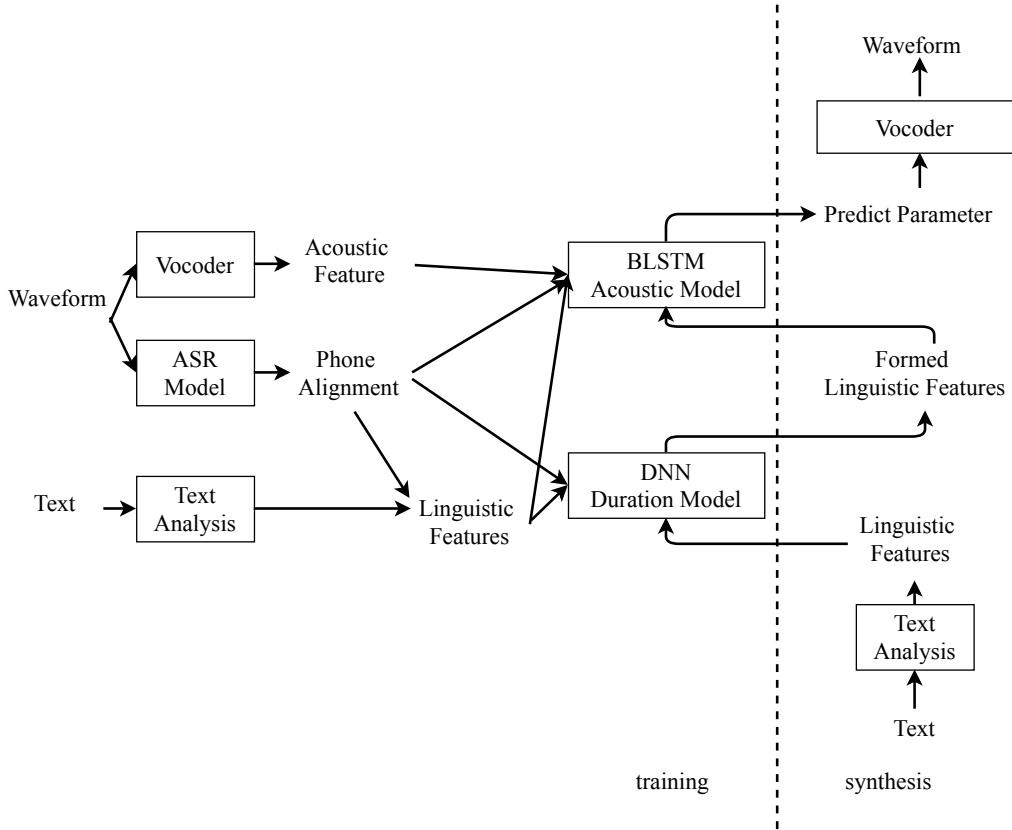 Waveform
Vocoder
Predict Parameter
Vocoder
Acoustic
Feature
BLSTM
Acoustic Model
Waveform
ASR
Model
Phone
Alignment
Formed
Linguistic Features
Text
Text
Analysis
Linguistic
Features
DNN
Duration Model
Linguistic
Features
Text
Analysis
Text
training
synthesis